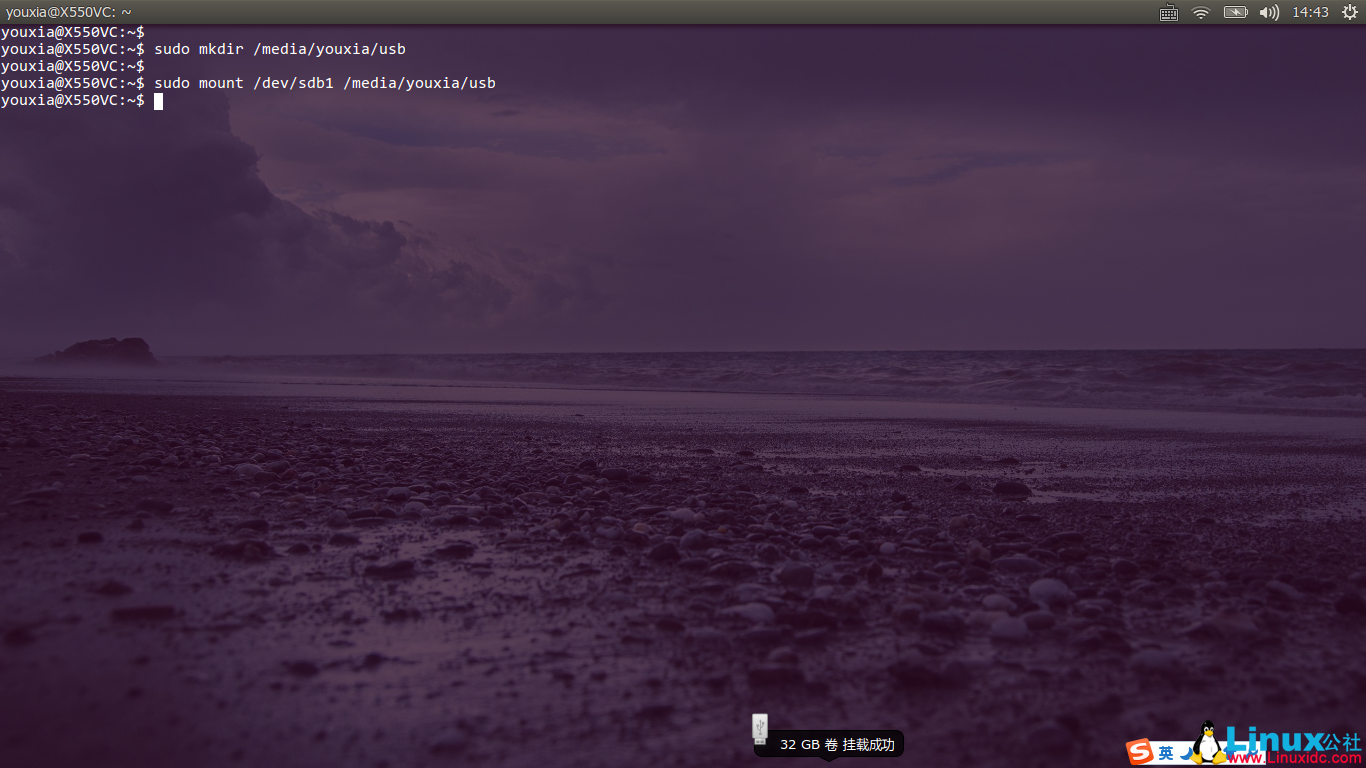 youxia@X550VC: ~
14:43
youxia@X550VC:~$
youxia@X550VC:~$ sudo mkdir /media/youxia/usb
youxia@X550VC:~$
youxia@X550VC:~$ sudo mount /dev/sdb1 /media/youxia/usb
youxia@X550VC:~$
32 GB 卷 挂载成功
S 英
Linux公社
www.Linuxidc.com